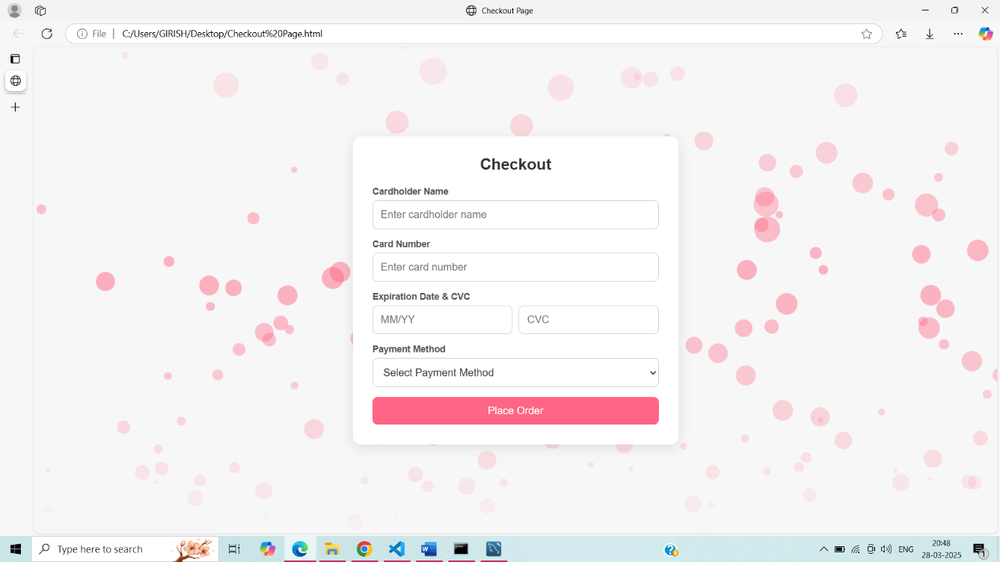 Checkout Page
File
C:/Users/GIRISH/Desktop/Checkout%20Page.html
Checkout
Cardholder Name
Enter cardholder name
Card Number
Enter card number
Expiration Date & CVC
MM/YY
CVC
Payment Method
Select Payment Method
Place Order
Type here to search
ENG
20:48
28-03-2025
1